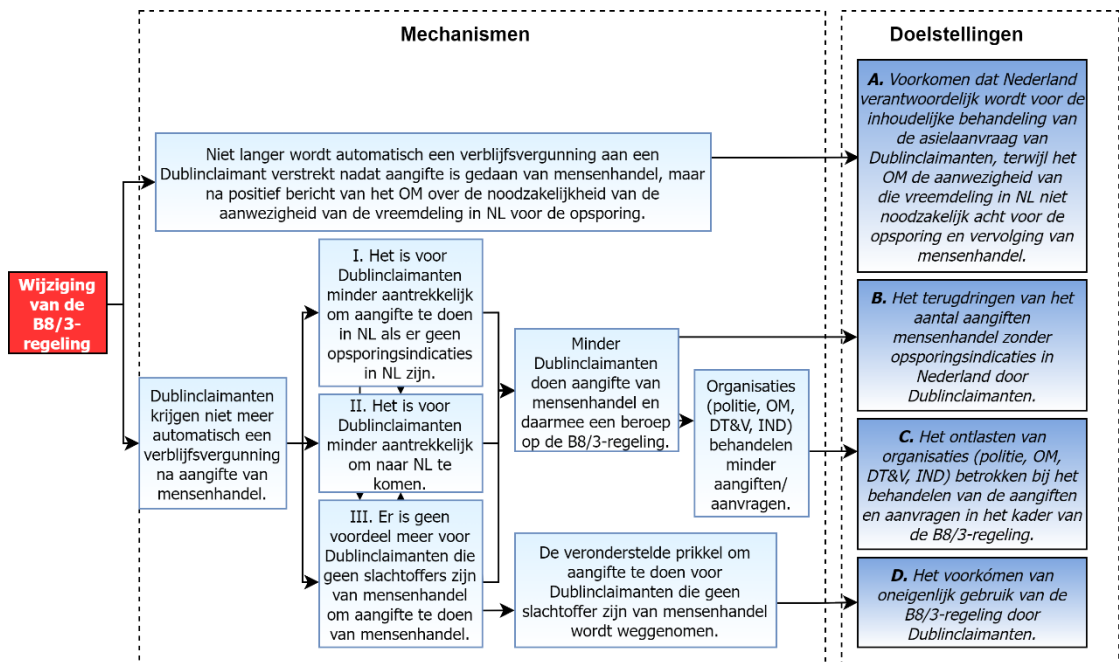 Mechanismen
Doelstellingen
Wijziging
van de
B8/3-
regeling
Niet langer wordt automatisch een verblijfsvergunning aan een
Dublinclaimant verstrekt nadat aangifte is gedaan van mensenhandel, maar
na positief bericht van het OM over de noodzakelijkheid van de
aanwezigheid van de vreemdeling in NL voor de opsporing.
Dublinclaimanten
krijgen niet meer
automatisch een
verblijfsvergunning
na aangifte van
mensenhandel.
I. Het is voor
Dublinclaimanten
minder aantrekkelijk
om aangifte te doen
in NL als er geen
opsporingsindicaties
in NL zijn.
II. Het is voor
Dublinclaimanten
minder aantrekkelijk
om naar NL te
komen.
III. Er is geen
voordeel meer voor
Dublinclaimanten die
geen slachtoffers zijn
van mensenhandel
om aangifte te doen
van mensenhandel.
Minder
Dublinclaimanten
doen aangifte van
mensenhandel en
daarmee een beroep
op de B8/3-regeling.
Organisaties
(politie, OM,
DT&V, IND)
behandelen
minder
aangiften/
aanvragen.
De veronderstelde prikkel om
aangifte te doen voor
Dublinclaimanten die geen
slachtoffer zijn van mensenhandel
wordt weggenomen.
A. Voorkomen dat Nederland
verantwoordelijk wordt voor de
inhoudelijke behandeling van
de asielaanvraag van
Dublinclaimanten, terwijl het
OM de aanwezigheid van
die vreemdeling in NL niet
noodzakelijk acht voor de
opsporing en vervolging van
mensenhandel.
B. Het terugdringen van het
aantal aangiften
mensenhandel zonder
opsporingsindicaties in
Nederland door
Dublinclaimanten.
C. Het ontlasten van
organisaties (politie, OM,
DT&V, IND) betrokken bij het
behandelen van de aangiften
en aanvragen in het kader van
de B8/3-regeling.
D. Het voorkómen van
oneigenlijk gebruik van de
B8/3-regeling door
Dublinclaimanten.